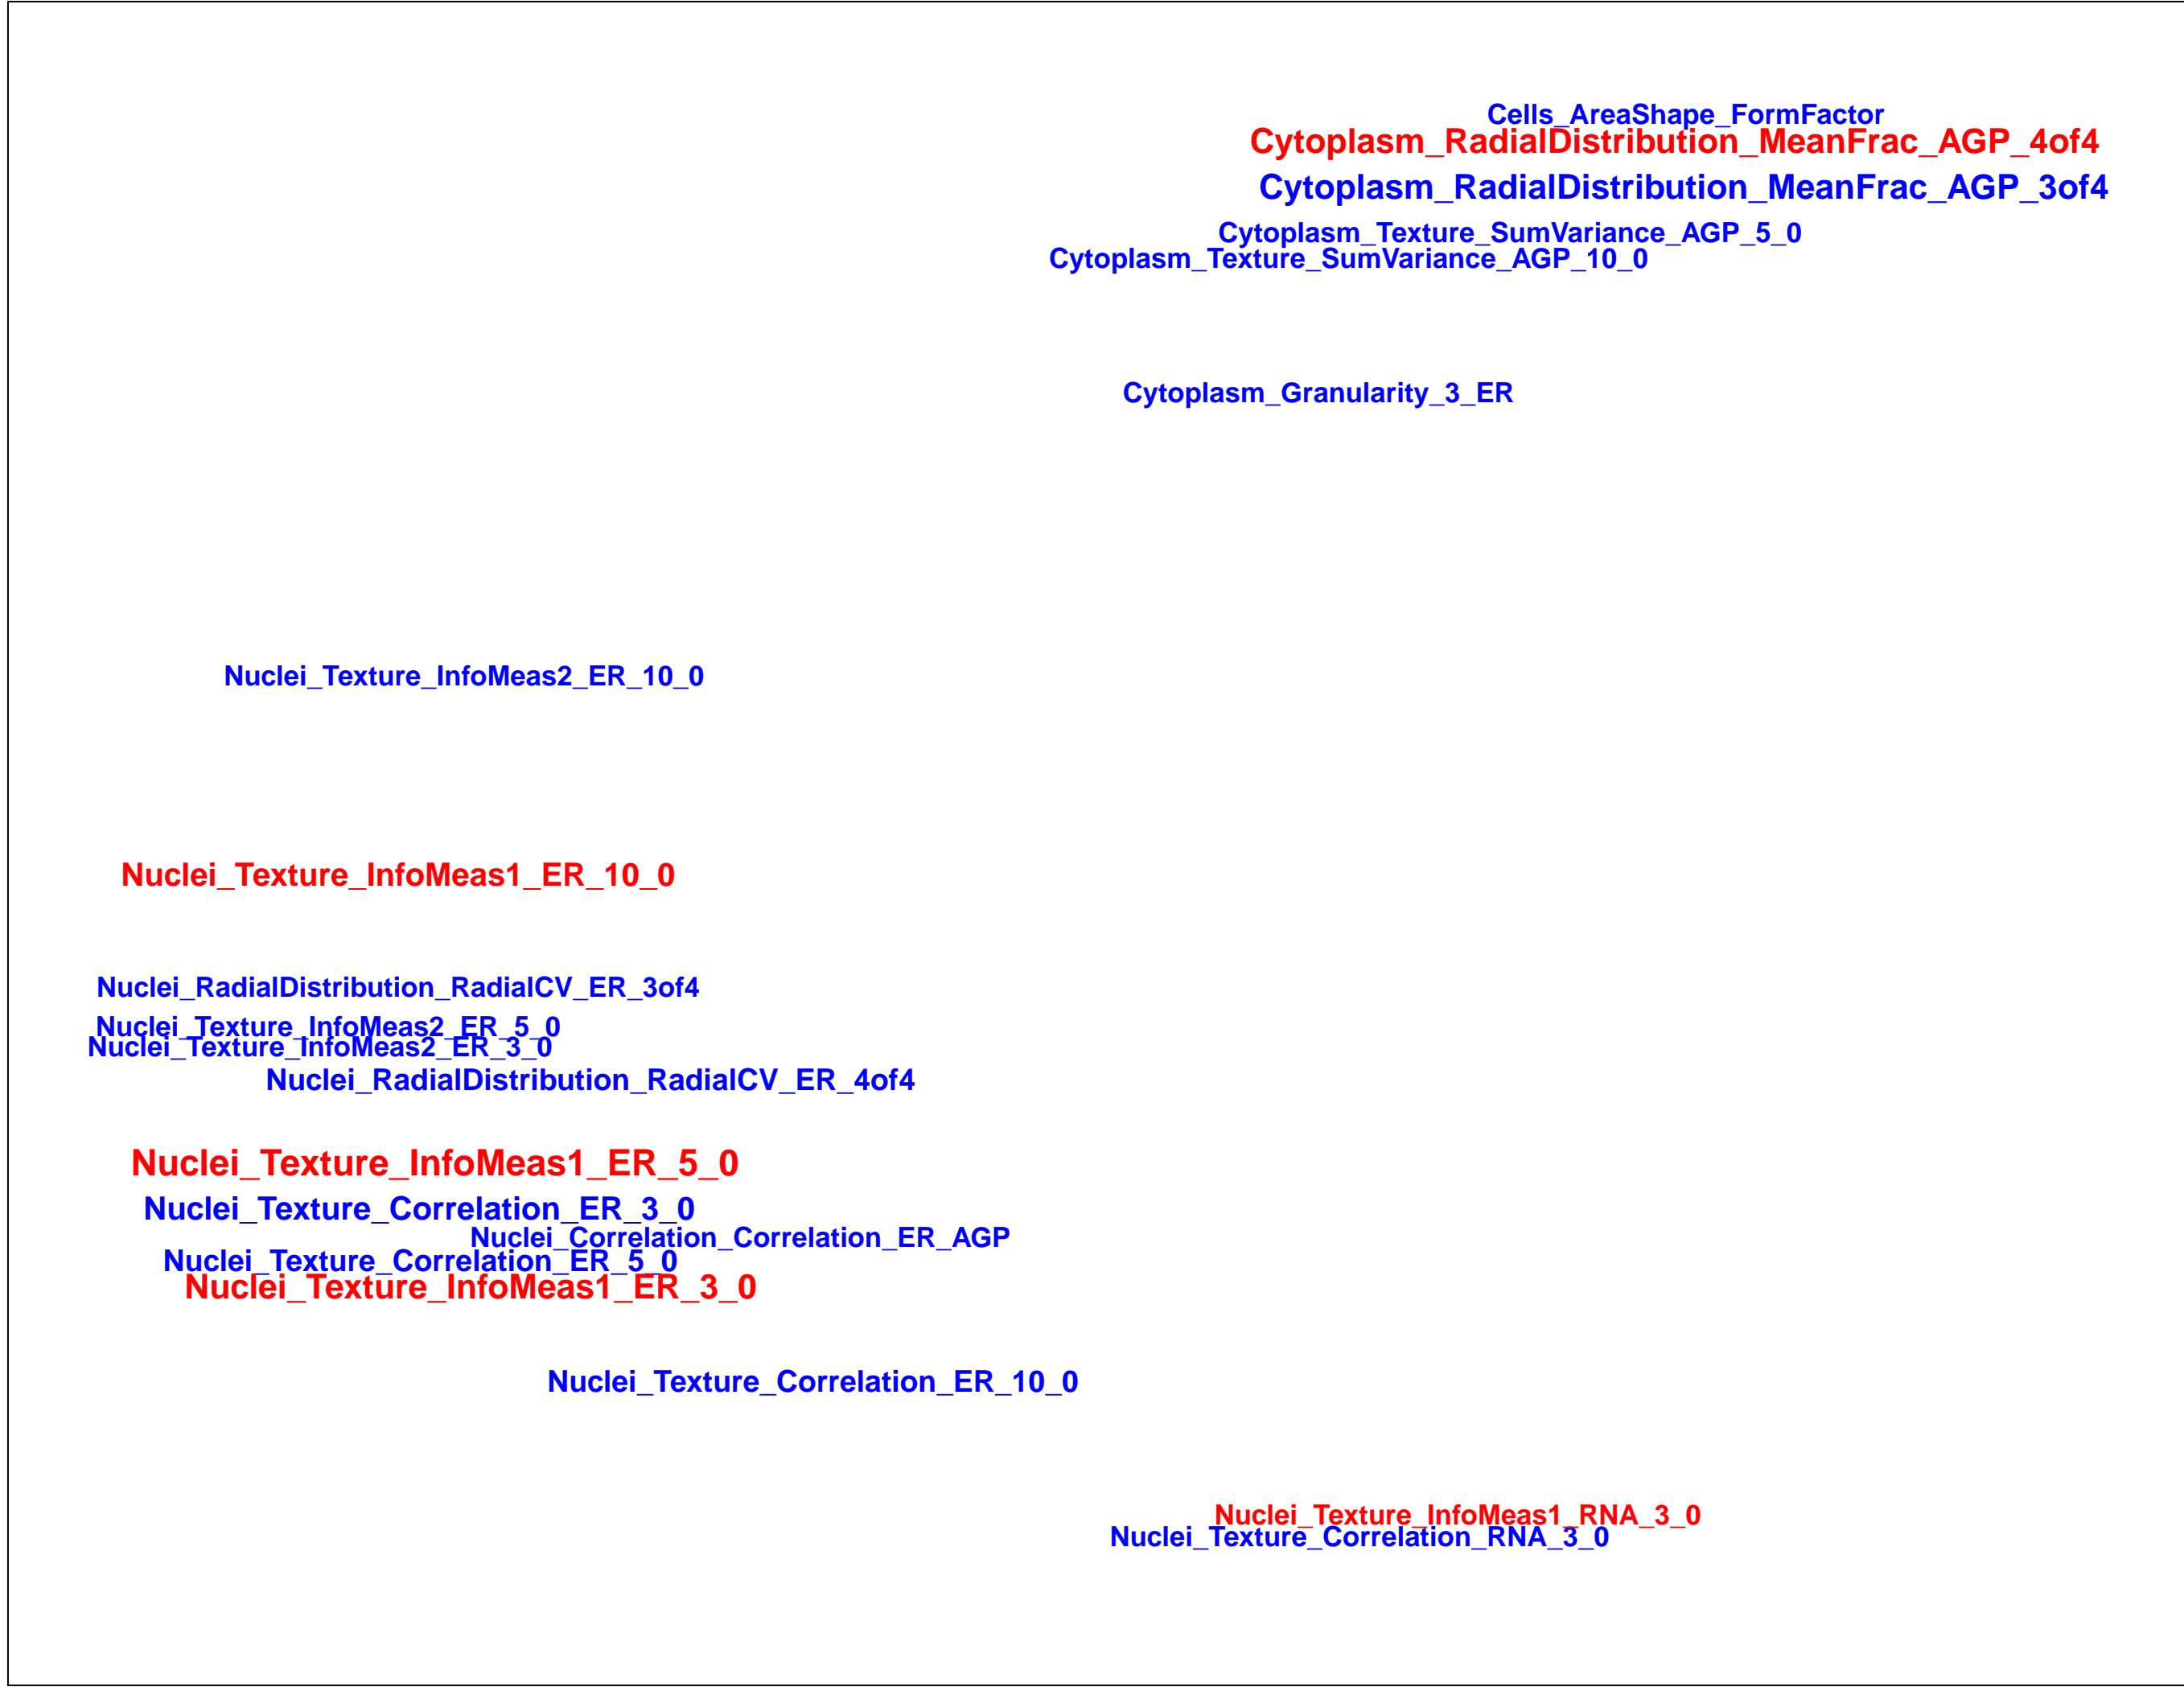 Cells_AreaShape_FormFactor
Cytoplasm_RadialDistribution_MeanFrac_AGP_4of4
Cytoplasm_RadialDistribution_MeanFrac_AGP_3of4
Cytoplasm_Texture_SumVariance_AGP_5_0
Cytoplasm_Texture_SumVariance_AGP_10_0
Cytoplasm_Granularity_3_ER
Nuclei_Texture_InfoMeas2_ER_10_0
Nuclei_Texture_InfoMeas1_ER_10_0
Nuclei_RadialDistribution_RadialCV_ER_3of4
Nuclei_Texture_InfoMeas2_ER_5_0
Nuclei_Texture_InfoMeas2_ER_3_0
Nuclei_RadialDistribution_RadialCV_ER_4of4
Nuclei_Texture_InfoMeas1_ER_5_0
Nuclei_Texture_Correlation_ER_3_0
Nuclei_Correlation_Correlation_ER_AGP
Nuclei_Texture_Correlation_ER_5_0
Nuclei_Texture_InfoMeas1_ER_3_0
Nuclei_Texture_Correlation_ER_10_0
Nuclei_Texture_InfoMeas1_RNA_3_0
Nuclei_Texture_Correlation_RNA_3_0